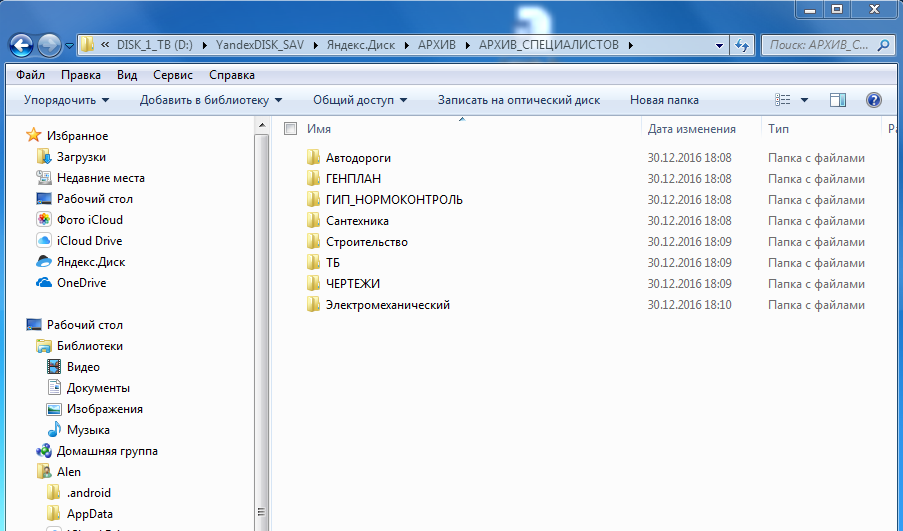 « DISK_1_TB (D:) ▸ YandexDISK_SAV ▸ Яндекс.Диск ▸ АРХИВ ▸ АРХИВ_СПЕЦИАЛИСТОВ ▸ Поиск: АРХИВ_С...
Файл Правка Вид Сервис Справка
Упорядочить Добавить в библиотеку Общий доступ Записать на оптический диск Новая папка
Имя Дата изменения Тип
Избранное
Загрузки
Недавние места
Рабочий стол
Фото iCloud
iCloud Drive
Яндекс.Диск
OneDrive
Рабочий стол
Библиотеки
Видео
Документы
Изображения
Музыка
Домашняя группа
Alen
.android
AppData
Автодороги 30.12.2016 18:08 Папка с файлами
ГЕНПЛАН 30.12.2016 18:08 Папка с файлами
ГИП_НОРМОКОНТРОЛЬ 30.12.2016 18:08 Папка с файлами
Сантехника 30.12.2016 18:08 Папка с файлами
Строительство 30.12.2016 18:09 Папка с файлами
ТБ 30.12.2016 18:09 Папка с файлами
ЧЕРТЕЖИ 30.12.2016 18:09 Папка с файлами
Электромеханический 30.12.2016 18:10 Папка с файлами